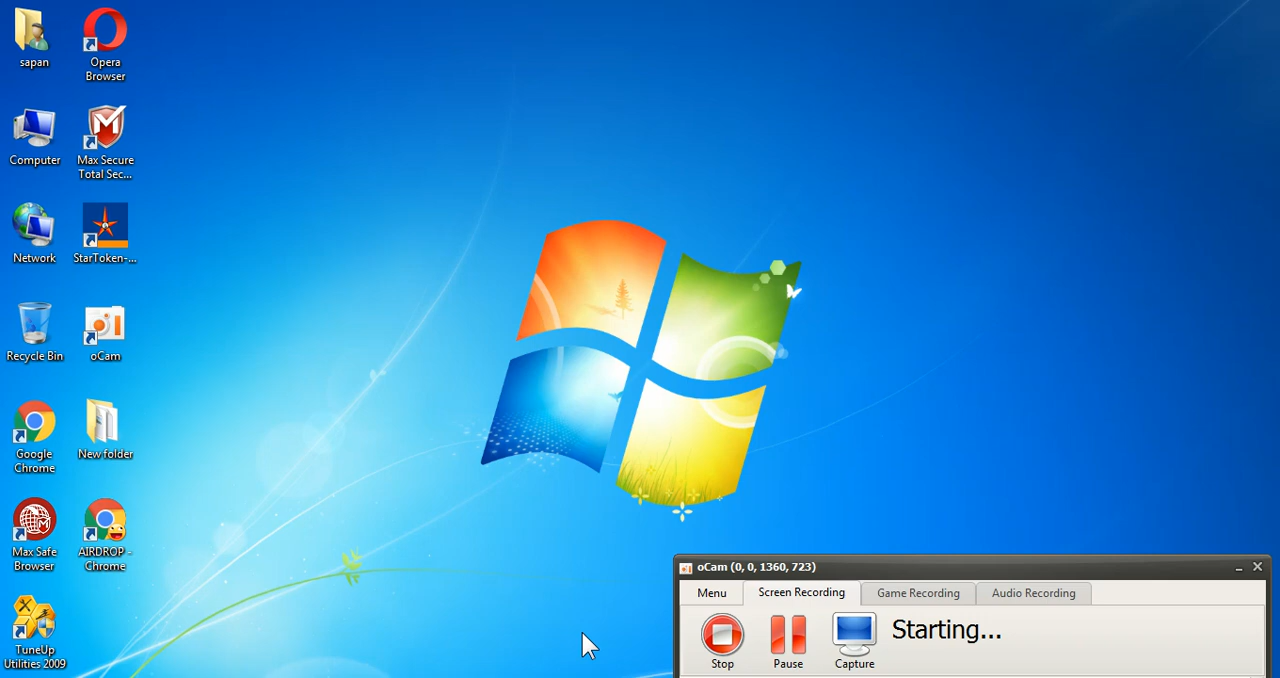 sapan
Opera
Browser
Computer
Max Secure
Total Sec...
Network
StarToken-...
Recycle Bin
oCam
Google
Chrome
New folder
Max Safe
Browser
AIRDROP -
Chrome
TuneUp
Utilities 2009
oCam (0, 0, 1360, 723)
Menu
Screen Recording
Game Recording
Audio Recording
Stop
Pause
Capture
Starting...